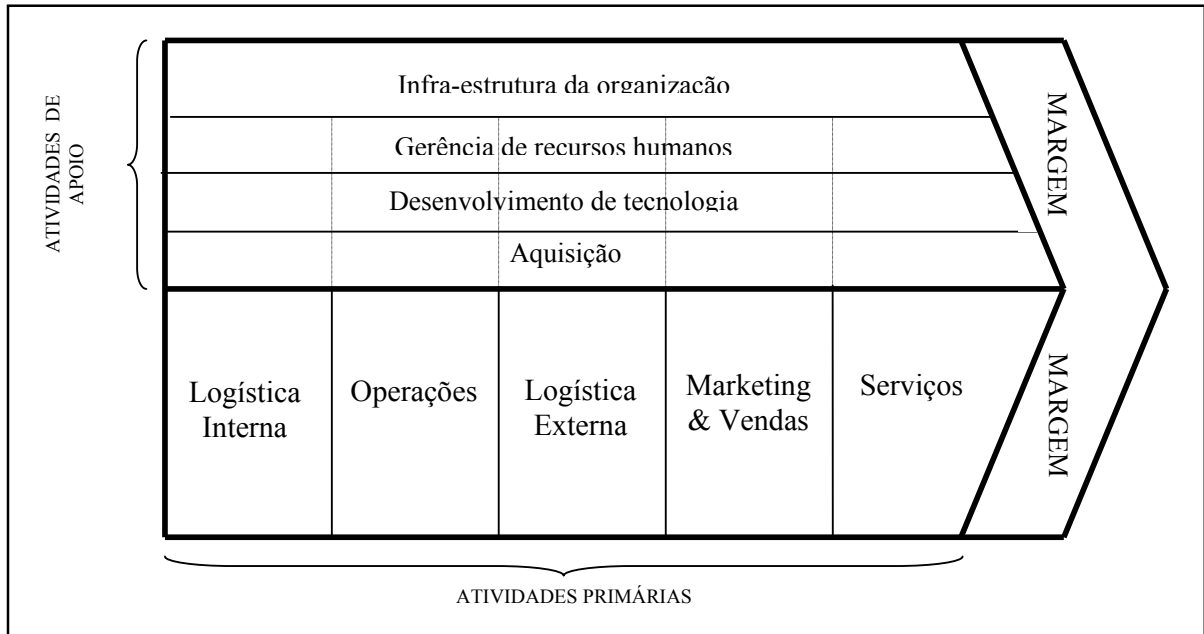 ATIVIDADES DE
APOIO
Infra-estrutura da organização
Gerência de recursos humanos
Desenvolvimento de tecnologia
Aquisição
MARGEM
Logística
Interna
Operações
Logística
Externa
Marketing
& Vendas
Serviços
MARGEM
ATIVIDADES PRIMÁRIAS